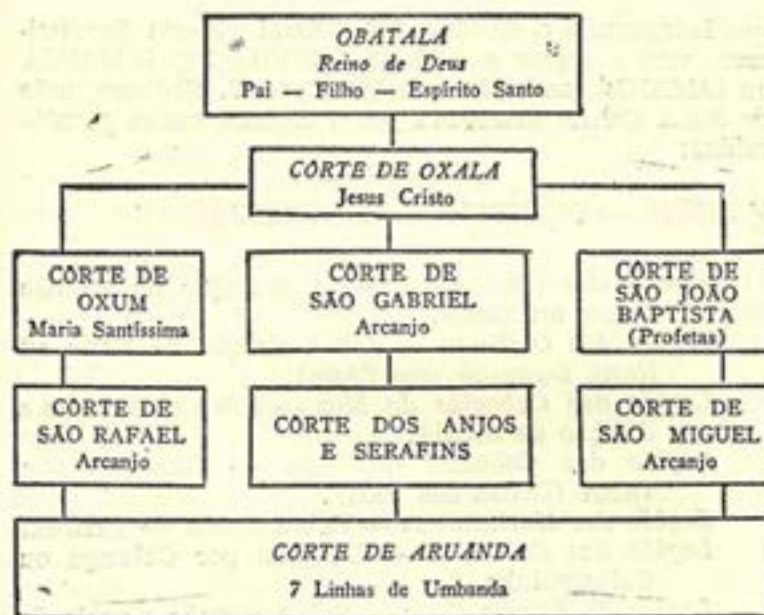 OBATALÁ
Reino de Deus
Pai — Filho — Espírito Santo
CÔRTE DE OXALÁ
Jesus Cristo
CÔRTE DE
OXUM
Maria Santíssima
CÔRTE DE
SÃO GABRIEL
Arcanjo
CÔRTE DE
SÃO JOÃO
BAPTISTA
(Profetas)
CÔRTE DE
SÃO RAFAEL
Arcanjo
CÔRTE DOS ANJOS
E SERAFINS
CÔRTE DE
SÃO MIGUEL
Arcanjo
CÔRTE DE ARUANDA
7 Linhas de Umbanda